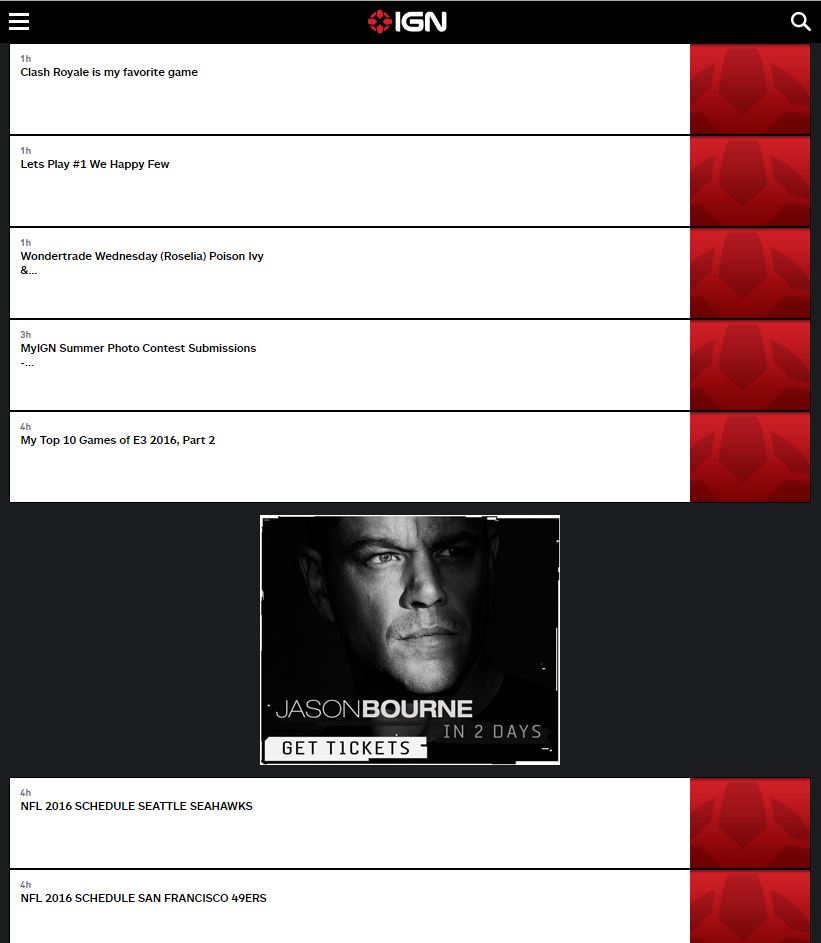 IGN
1h
Clash Royale is my favorite game
1h
Lets Play #1 We Happy Few
1h
Wondertrade Wednesday (Roselia) Poison Ivy
&...
3h
MyIGN Summer Photo Contest Submissions
-...
4h
My Top 10 Games of E3 2016, Part 2
JASONBOURNE
IN 2 DAYS
GET TICKETS
4h
NFL 2016 SCHEDULE SEATTLE SEAHAWKS
4h
NFL 2016 SCHEDULE SAN FRANCISCO 49ERS